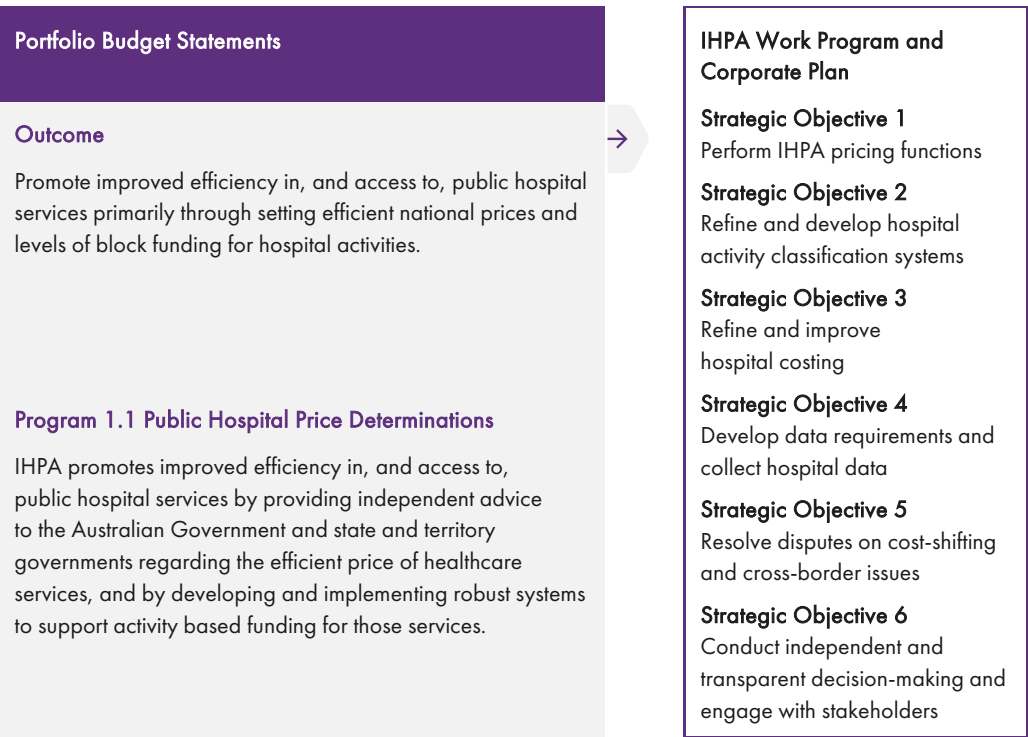 Portfolio Budget Statements
Outcome
Promote improved efficiency in, and access to, public hospital
services primarily through setting efficient national prices and
levels of block funding for hospital activities.
Program 1.1 Public Hospital Price Determinations
IHPA promotes improved efficiency in, and access to,
public hospital services by providing independent advice
to the Australian Government and state and territory
governments regarding the efficient price of healthcare
services, and by developing and implementing robust systems
to support activity based funding for those services.
IHPA Work Program and
Corporate Plan
Strategic Objective 1
Perform IHPA pricing functions
Strategic Objective 2
Refine and develop hospital
activity classification systems
Strategic Objective 3
Refine and improve
hospital costing
Strategic Objective 4
Develop data requirements and
collect hospital data
Strategic Objective 5
Resolve disputes on cost-shifting
and cross-border issues
Strategic Objective 6
Conduct independent and
transparent decision-making and
engage with stakeholders